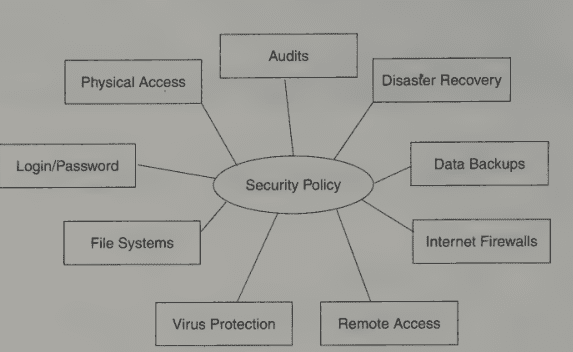 Audits
Physical Access
Disaster Recovery
Login/Password
Data Backups
Security Policy
File Systems
Internet Firewalls
Virus Protection
Remote Access